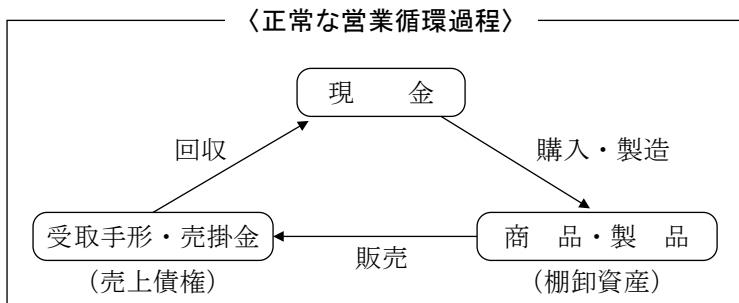 〈正常な営業循環過程〉
現　金
回収
購入・製造
受取手形・売掛金
販売
商　品・製　品
(売上債権)
(棚卸資産)